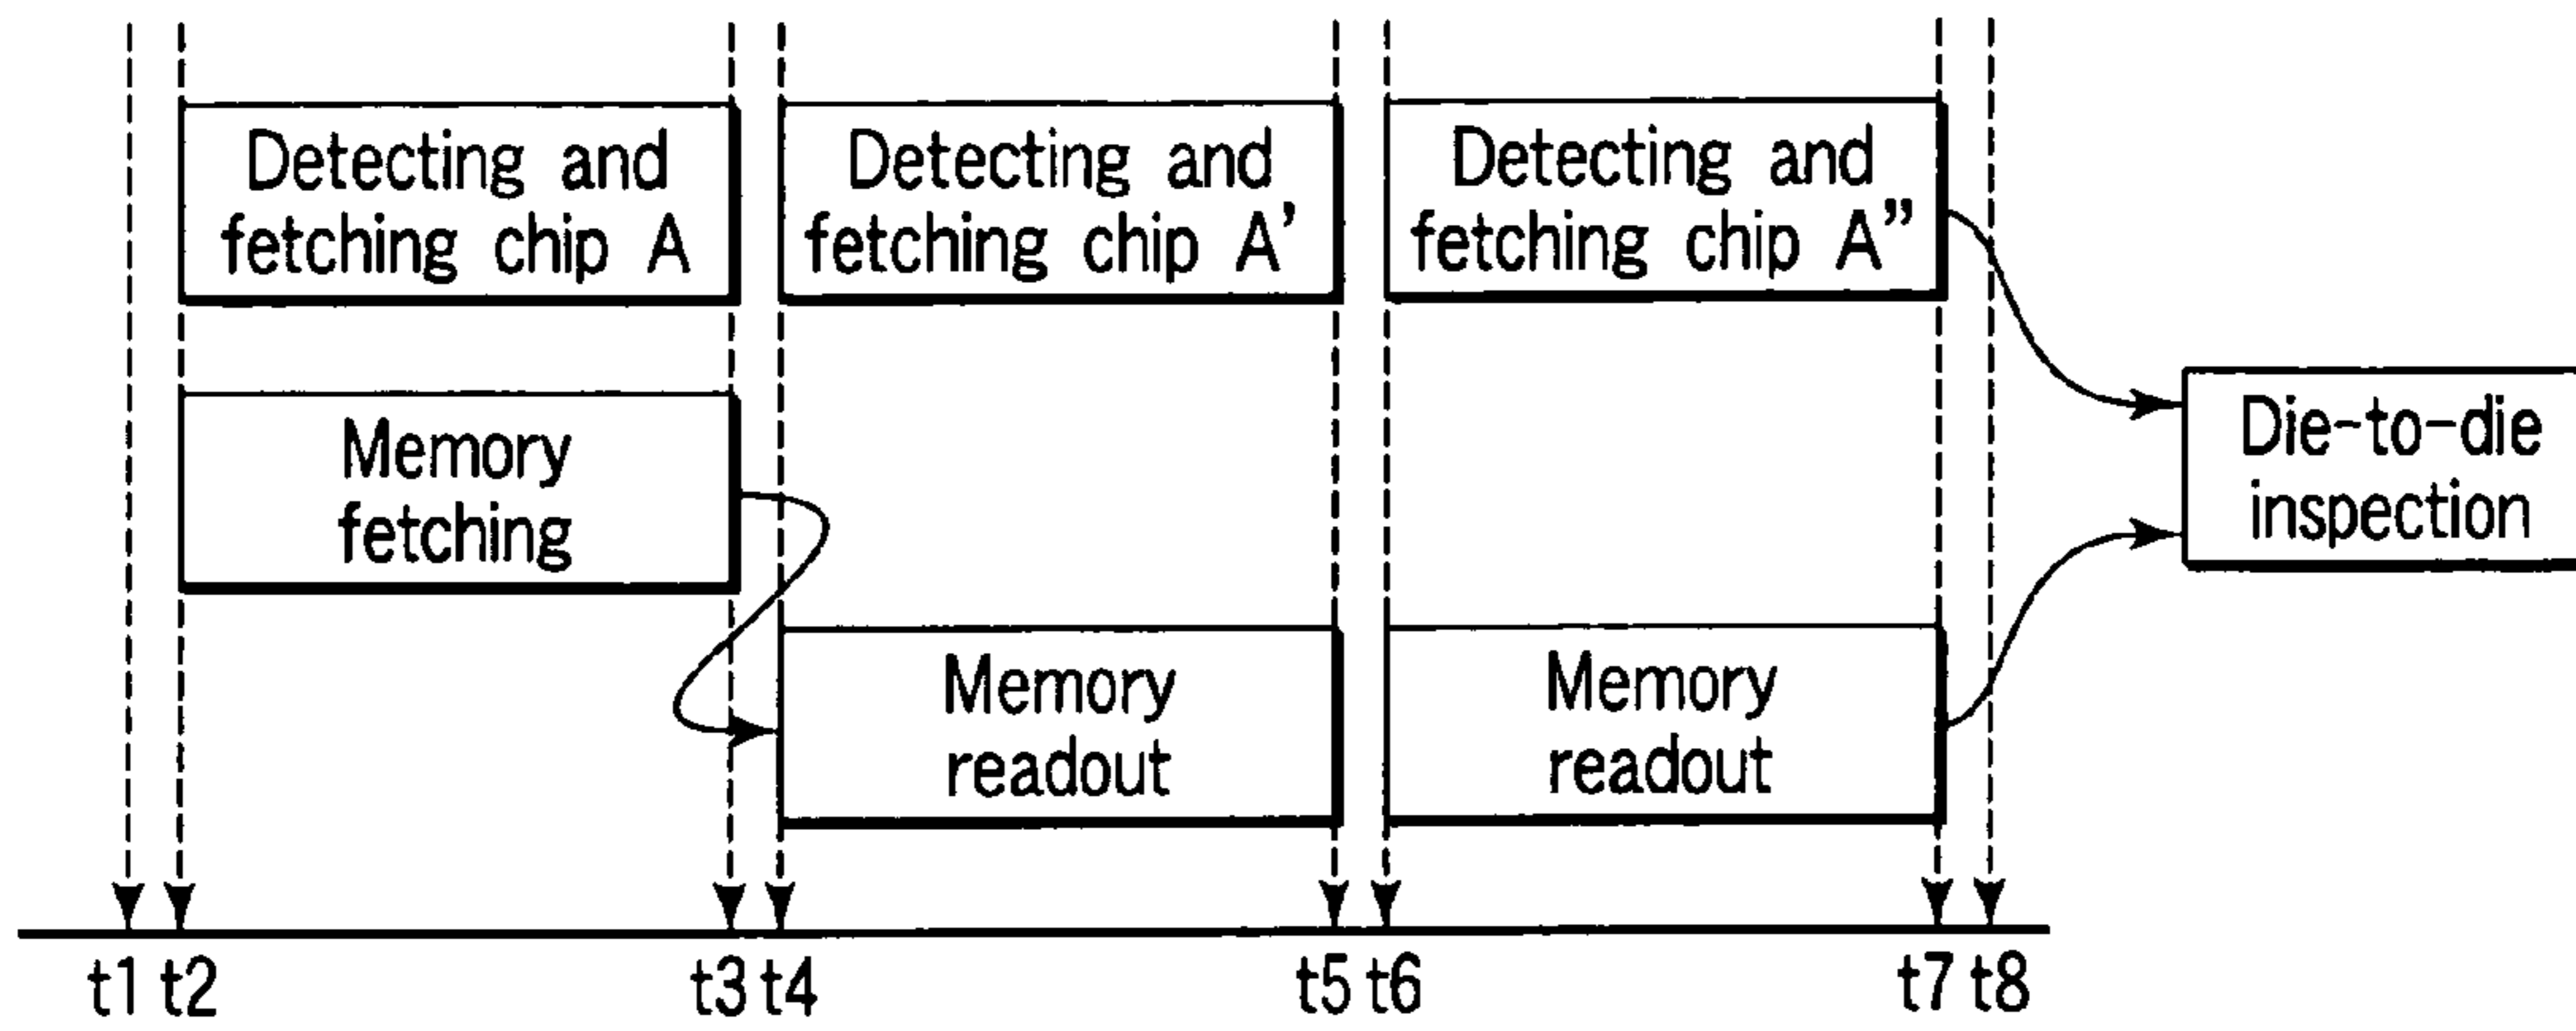 Detecting and
fetching chip A
Detecting and
fetching chip A'
Detecting and
fetching chip A”
Memory
fetching
Die-to-die
inspection
Memory
readout
Memory
readout
t1 t2 t3 t4 t5 t6 t7 t8